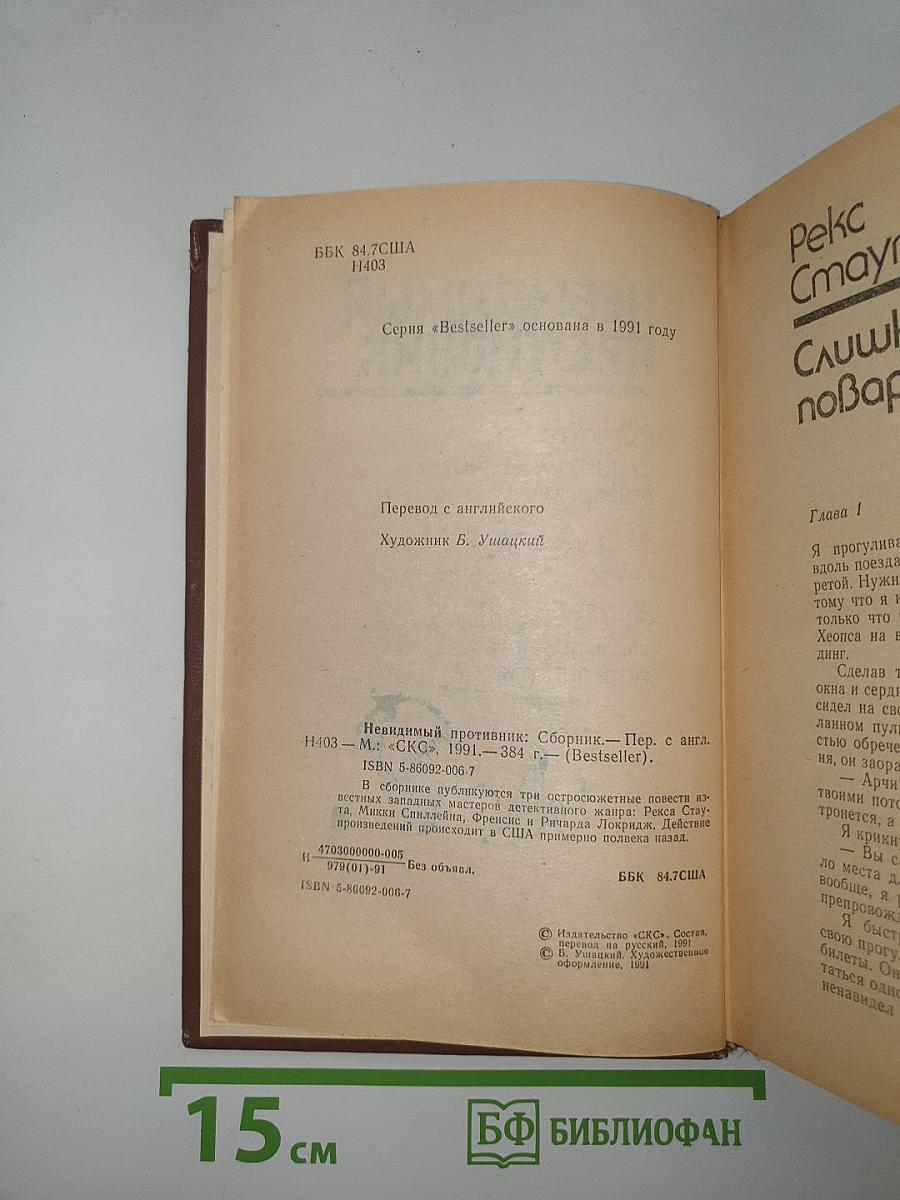 ББК 84.7США
Н403
Серия «Bestseller» основана в 1991 году
Перевод с английского
Художник Б. Ушацкий
Невидимый противник: Сборник.— Пер. с англ.
Н403 — М.: «СКС», 1991.— 384 г.— (Bestseller).
ISBN 5-86092-006-7
В сборнике публикуются три остросюжетные повести из-
вестных западных мастеров детективного жанра: Рекса Стау-
та, Микки Спиллейна, Френсис и Ричарда Локридж. Действие
произведений происходит в США примерно полвека назад.
Н 4703000000-005
979(01)-91 Без объявл.
ББК 84.7США
ISBN 5-86092-006-7
© Издательство «СКС». Состав,
перевод на русский, 1991
© Б. Ушацкий. Художественное
оформление, 1991
Рекс
Стаут
Слишк
повар
Глава 1
Я прогулива
вдоль поезда
ретой. Нужн
тому что я
только что
Хеопса на в
динг.
Сделав т
окна и серди
сидел на сво
ланном пул
стью обрече
ня, он заора
— Арчи
твоими пото
тронется, а
Я крикн
— Вы с
ло места д
вообще, я
препровожд
Я быст
свою прогу
билеты. Он
таться одн
ненавидел
15 см
БФ БИБЛИОФАН